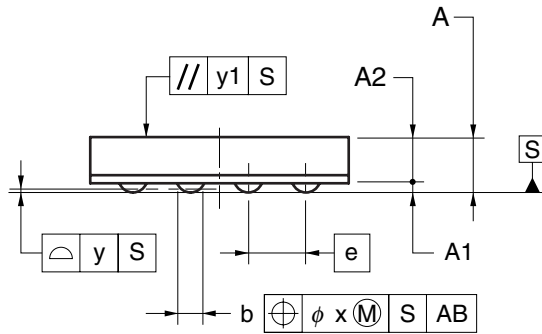 A
// y1 S
A2
S
⌓ y S
e
A1
b ⌖ ϕ x Ⓜ S AB